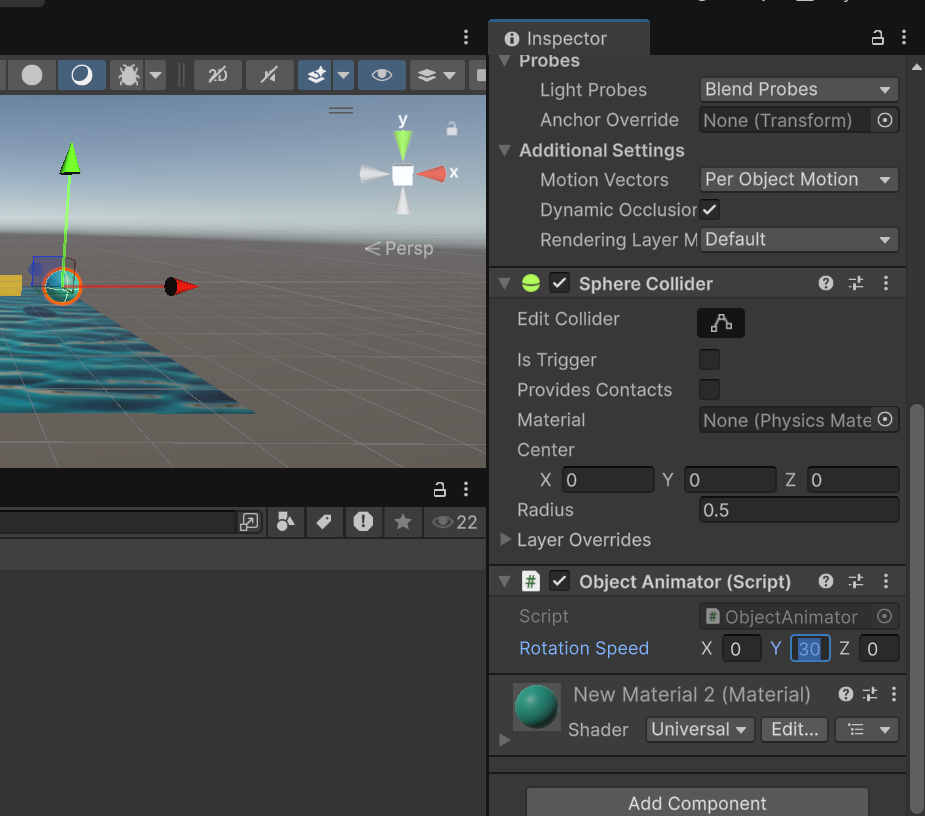 Inspector
2D
y
x
Persp
22
Probes
Light Probes Blend Probes
Anchor Override None (Transform)
Additional Settings
Motion Vectors Per Object Motion
Dynamic Occlusion
Rendering Layer M Default
Sphere Collider
Edit Collider
Is Trigger
Provides Contacts
Material None (Physics Mate
Center
X 0 Y 0 Z 0
Radius 0.5
Layer Overrides
# Object Animator (Script)
Script # ObjectAnimator
Rotation Speed X 0 Y 30 Z 0
New Material 2 (Material)
Shader Universal Edit...
Add Component